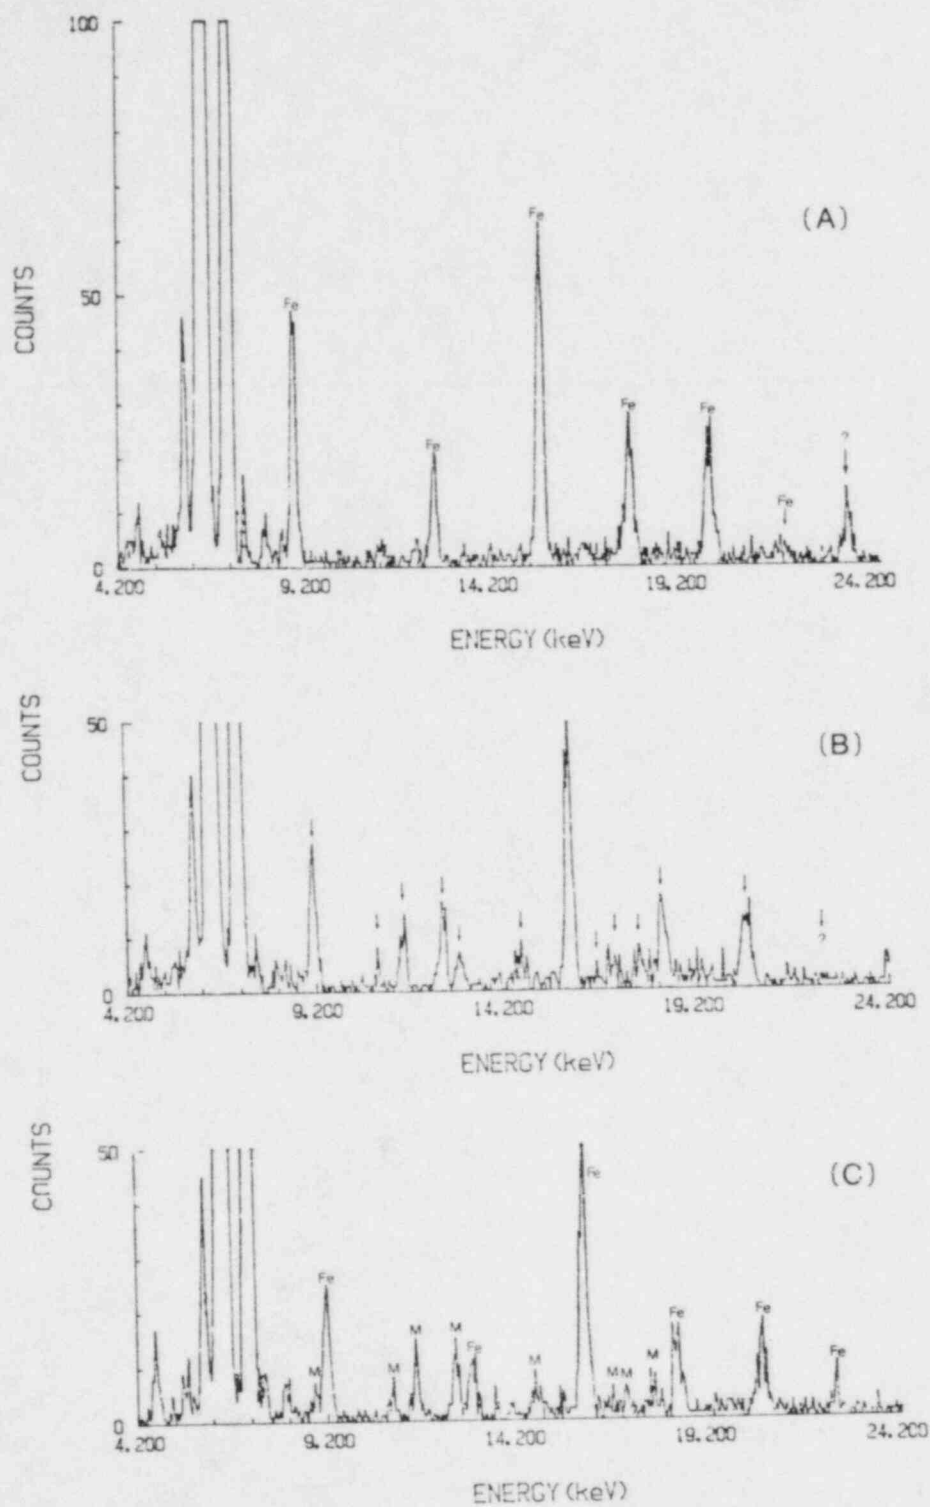 100
Fe
(A)
Fe
COUNTS
50
Fe
Fe
Fe
Fe
?
0
4.200 9.200 14.200 19.200 24.200
ENERGY (keV)
50
COUNTS
(B)
?
0
4.200 9.200 14.200 19.200 24.200
ENERGY (keV)
50
COUNTS
Fe
(C)
Fe
M
M
Fe
Fe
M
M
Fe
M
M
M
M
Fe
0
4.200 9.200 14.200 19.200 24.200
ENERGY (keV)